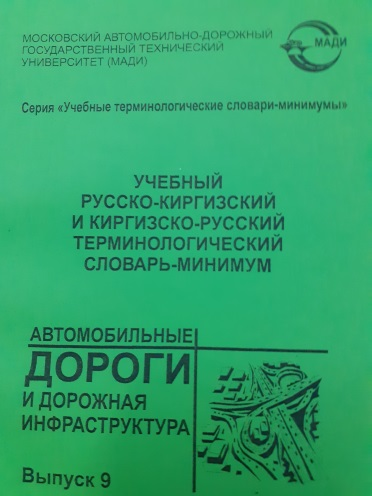 МОСКОВСКИЙ АВТОМОБИЛЬНО-ДОРОЖНЫЙ
ГОСУДАРСТВЕННЫЙ ТЕХНИЧЕСКИЙ
УНИВЕРСИТЕТ (МАДИ)
МАДИ
Серия «Учебные терминологические словари-минимумы»
УЧЕБНЫЙ
РУССКО-КИРГИЗСКИЙ
И КИРГИЗСКО-РУССКИЙ
ТЕРМИНОЛОГИЧЕСКИЙ
СЛОВАРЬ-МИНИМУМ
АВТОМОБИЛЬНЫЕ
ДОРОГИ
И ДОРОЖНАЯ
ИНФРАСТРУКТУРА
Выпуск 9